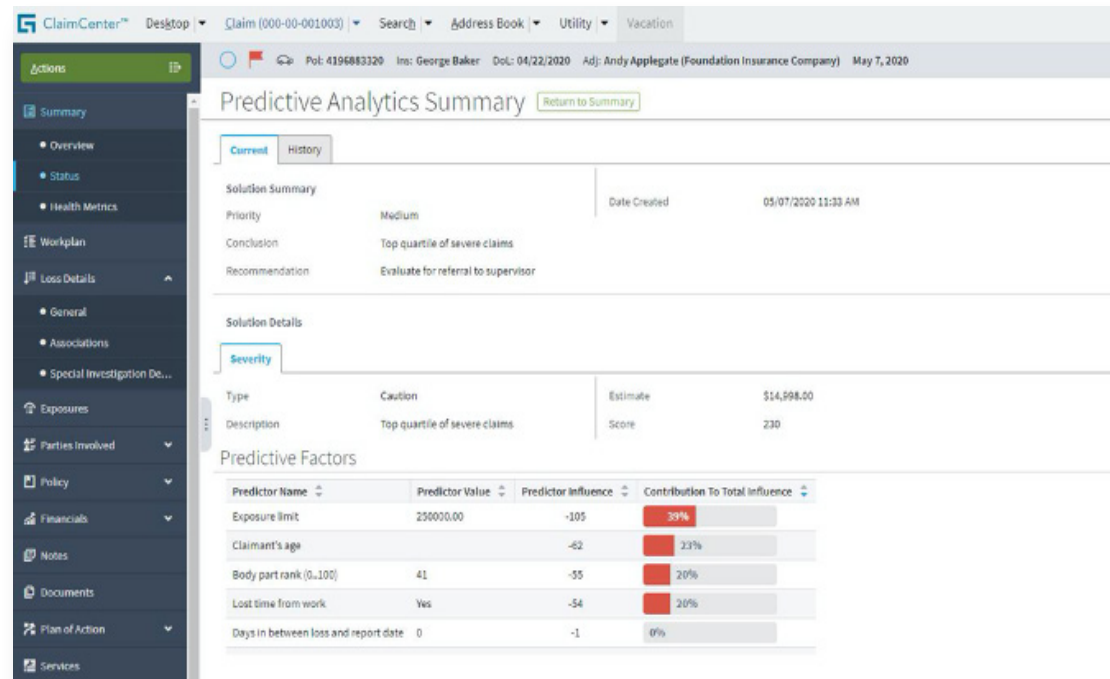 ClaimCenter™ Desktop Claim (000-00-001003) Search Address Book Utility Vacation
Actions
Pol: 4196883320 Ins: George Baker DoL: 04/22/2020 Adj: Andy Applegate (Foundation Insurance Company) May 7, 2020
Summary
Overview
Status
Health Metrics
Workplan
Loss Details
General
Associations
Special Investigation De...
Exposures
Parties Involved
Policy
Financials
Notes
Documents
Plan of Action
Services
Predictive Analytics Summary Return to Summary
Current History
Solution Summary
Date Created 05/07/2020 11:33 AM
Priority Medium
Conclusion Top quartile of severe claims
Recommendation Evaluate for referral to supervisor
Solution Details
Severity
Type Caution Estimate $14,998.00
Description Top quartile of severe claims Score 230
Predictive Factors
Predictor Name Predictor Value Predictor Influence Contribution To Total Influence
Exposure limit 250000.00 -105 39%
Claimant's age -62 23%
Body part rank (0..100) 41 -55 20%
Lost time from work Yes -54 20%
Days in between loss and report date 0 -1 0%